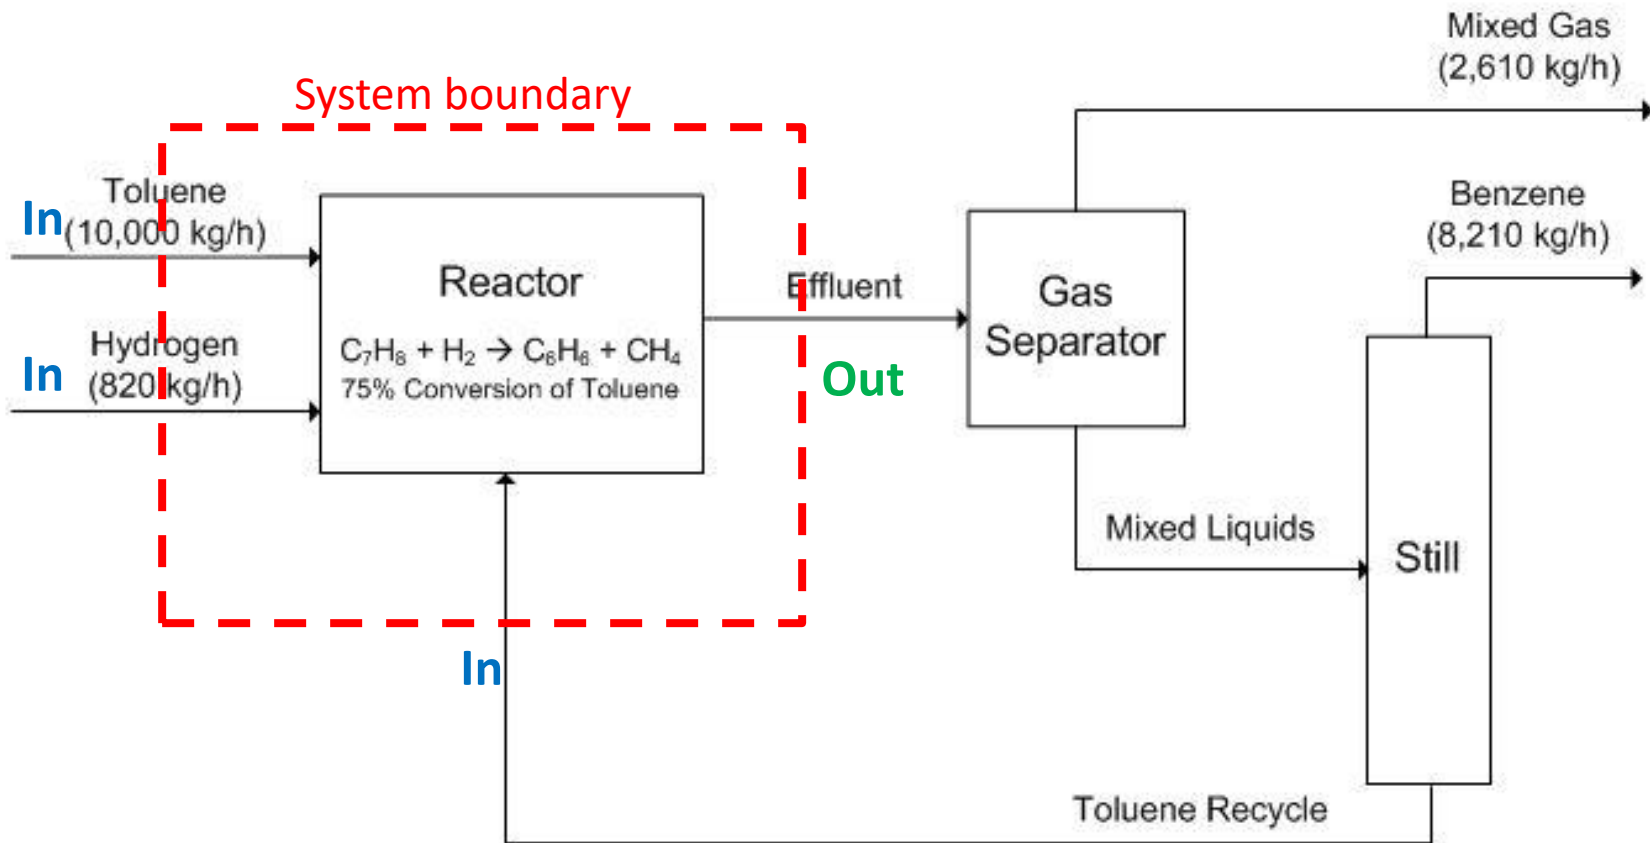 System boundary
In
Toluene
(10,000 kg/h)
In
Hydrogen
(820 kg/h)
Reactor
C₇H₈ + H₂ → C₆H₆ + CH₄
75% Conversion of Toluene
Effluent
Out
Gas
Separator
Mixed Gas
(2,610 kg/h)
Benzene
(8,210 kg/h)
Mixed Liquids
Still
In
Toluene Recycle